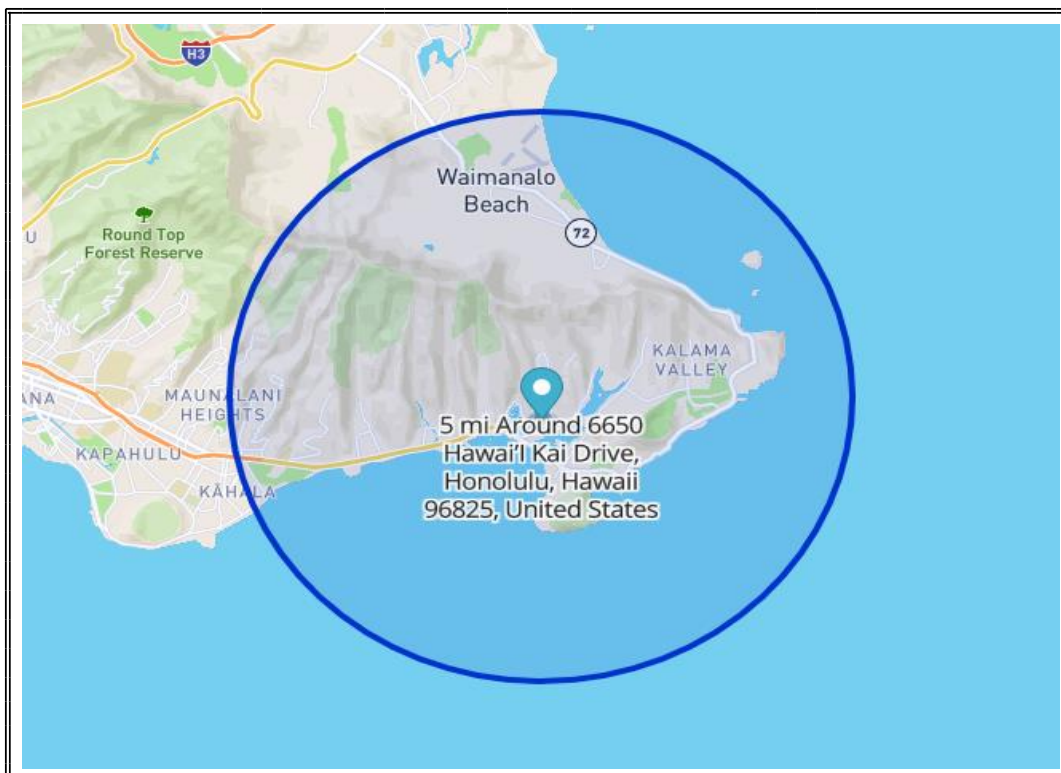 H3
Waimanalo
Beach
72
U
Round Top
Forest Reserve
KALAMA
VALLEY
MAUNALANI
HEIGHTS
ANA
KAPAHULU
KĀHALA
5 mi Around 6650
Hawai‘I Kai Drive,
Honolulu, Hawaii
96825, United States